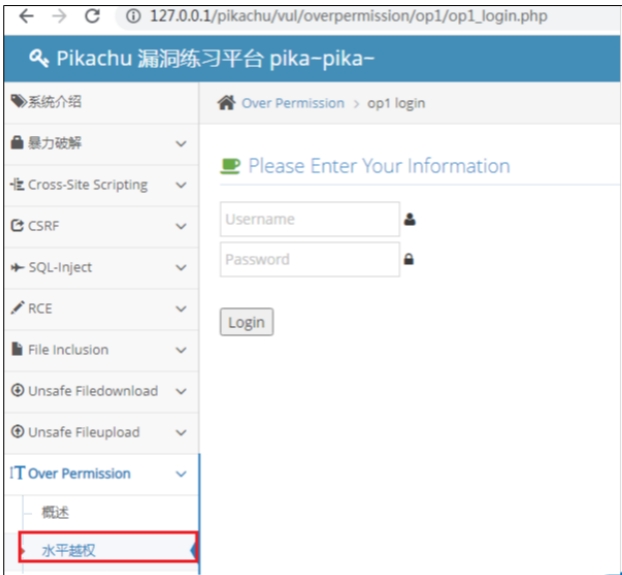 127.0.0.1/pikachu/vul/overpermission/op1/op1_login.php
Pikachu 漏洞练习平台 pika~pika~
系统介绍
暴力破解
Cross-Site Scripting
CSRF
SQL-Inject
RCE
File Inclusion
Unsafe Filedownload
Unsafe Fileupload
Over Permission
概述
水平越权
Over Permission > op1 login
Please Enter Your Information
Username
Password
Login